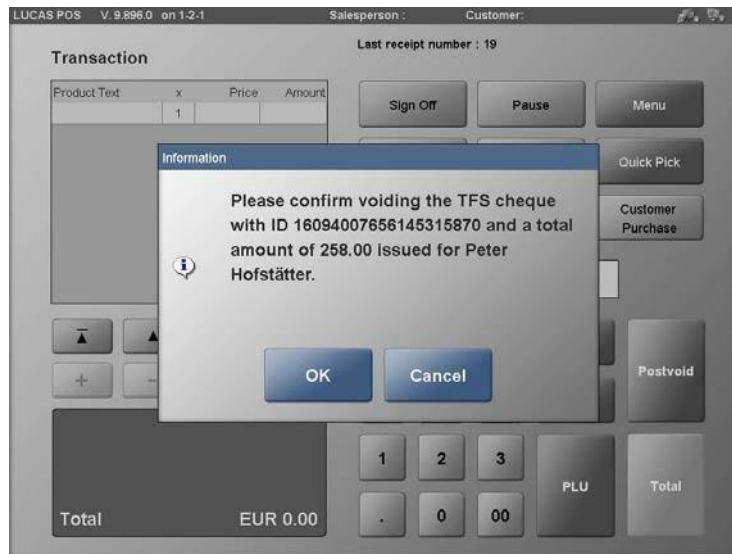 LUCAS POS V. 9.896.0 on 1-2-1 Salesperson : Customer:
Last receipt number : 19
Transaction
Product Text x Price Amount
1
Sign Off Pause Menu
Information
Quick Pick
Please confirm voiding the TFS cheque
with ID 16094007656145315870 and a total
amount of 258.00 issued for Peter
Hofstätter.
Customer
Purchase
OK Cancel
+ -
Postvoid
1 2 3
PLU Total
Total EUR 0.00
. 0 00